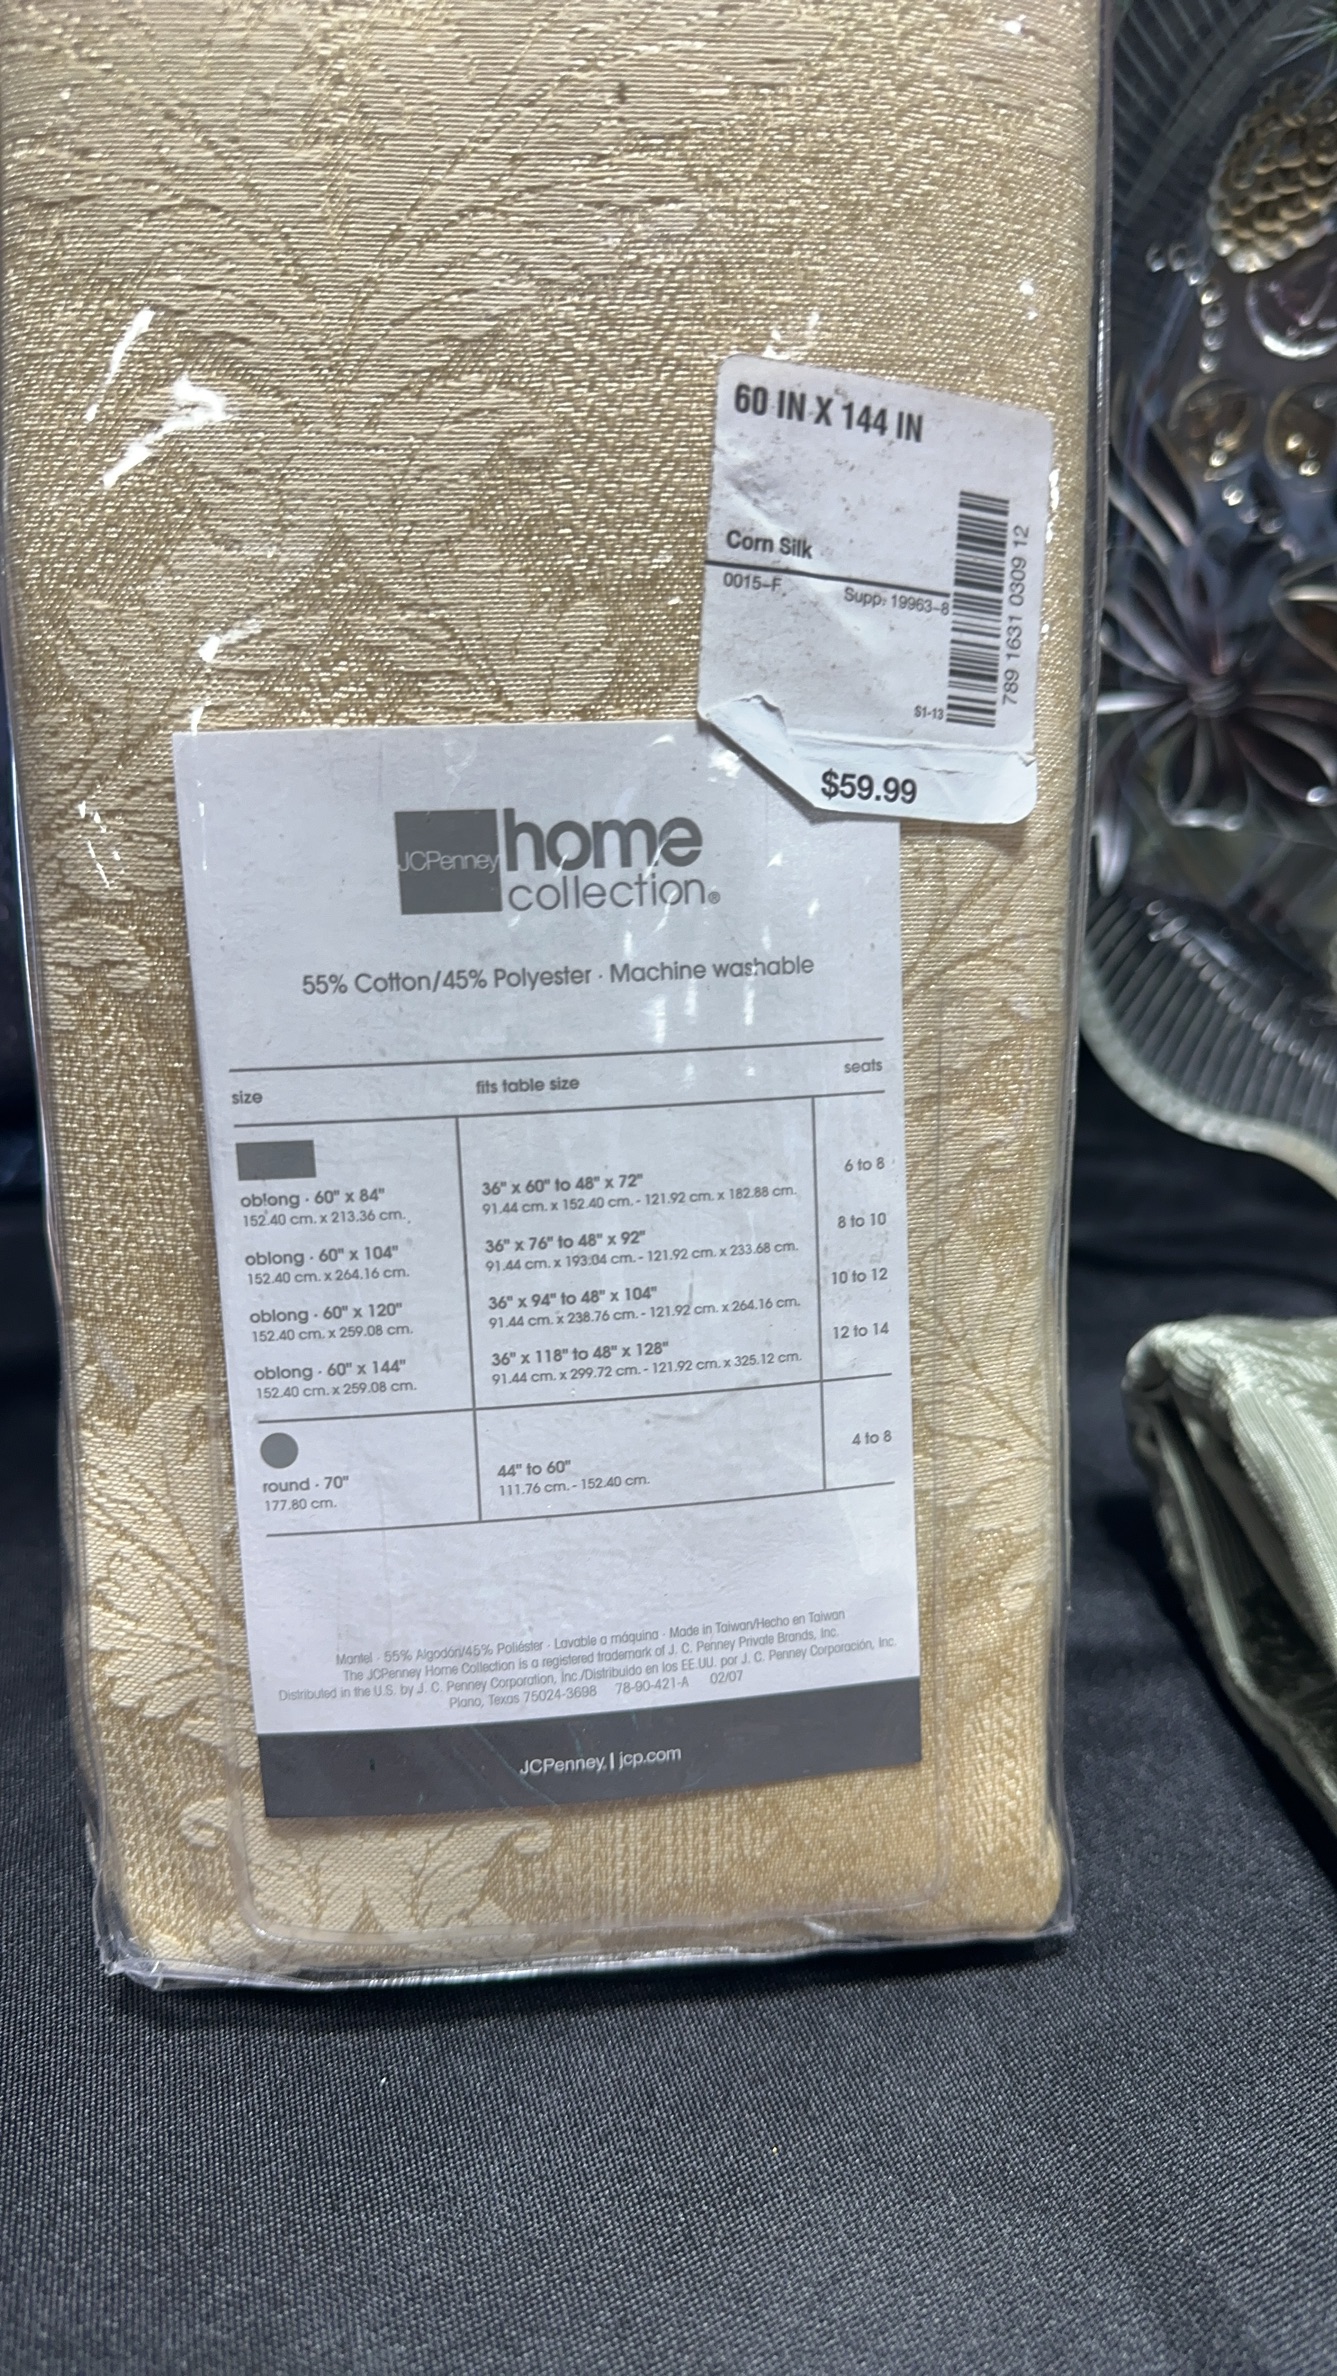 60 IN X 144 IN
Corn Silk
0015-F
Supp: 19963-8
S1-13
789 1631 0309 12
$59.99
JCPenney home
collection®
55% Cotton/45% Polyester · Machine washable
size fits table size seats
oblong · 60" x 84" 36" x 60" to 48" x 72" 6 to 8
152.40 cm. x 213.36 cm. 91.44 cm. x 152.40 cm. - 121.92 cm. x 182.88 cm.
oblong · 60" x 104" 36" x 76" to 48" x 92" 8 to 10
152.40 cm. x 264.16 cm. 91.44 cm. x 193.04 cm. - 121.92 cm. x 233.68 cm.
oblong · 60" x 120" 36" x 94" to 48" x 104" 10 to 12
152.40 cm. x 259.08 cm. 91.44 cm. x 238.76 cm. - 121.92 cm. x 264.16 cm.
oblong · 60" x 144" 36" x 118" to 48" x 128" 12 to 14
152.40 cm. x 259.08 cm. 91.44 cm. x 299.72 cm. - 121.92 cm. x 325.12 cm.
round · 70" 44" to 60" 4 to 8
177.80 cm. 111.76 cm. - 152.40 cm.
Mantel · 55% Algodón/45% Poliéster · Lavable a máquina · Made in Taiwan/Hecho en Taiwan
The JCPenney Home Collection is a registered trademark of J. C. Penney Private Brands, Inc.
Distributed in the U.S. by J. C. Penney Corporation, Inc./Distribuido en los EE.UU. por J. C. Penney Corporación, Inc.
Plano, Texas 75024-3698 78-90-421-A 02/07
JCPenney. | jcp.com